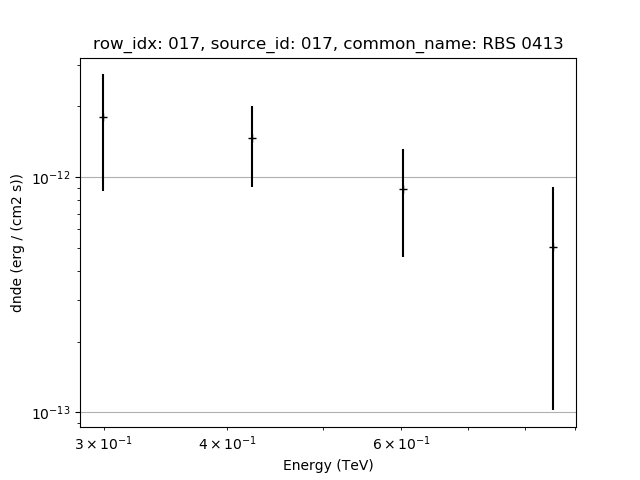 row_idx: 017, source_id: 017, common_name: RBS 0413
dnde (erg / (cm2 s))
10⁻¹²
10⁻¹³
3 × 10⁻¹ 4 × 10⁻¹ 6 × 10⁻¹
Energy (TeV)